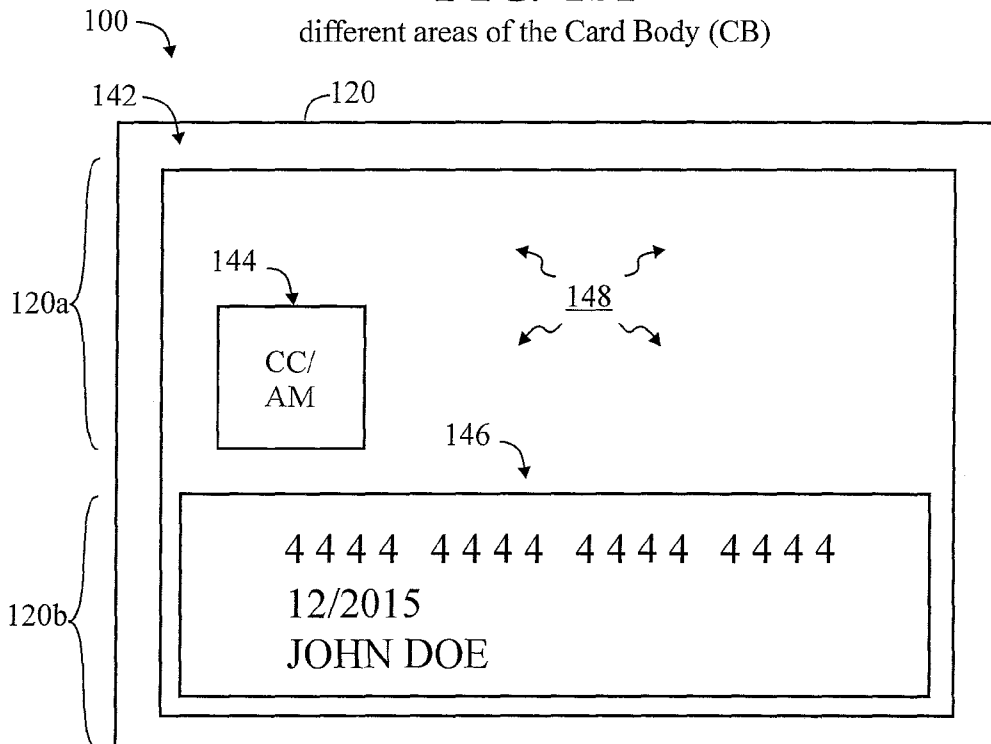 different areas of the Card Body (CB)
100
142
120
120a
144
148
CC/
AM
146
4444 4444 4444 4444
12/2015
JOHN DOE
120b